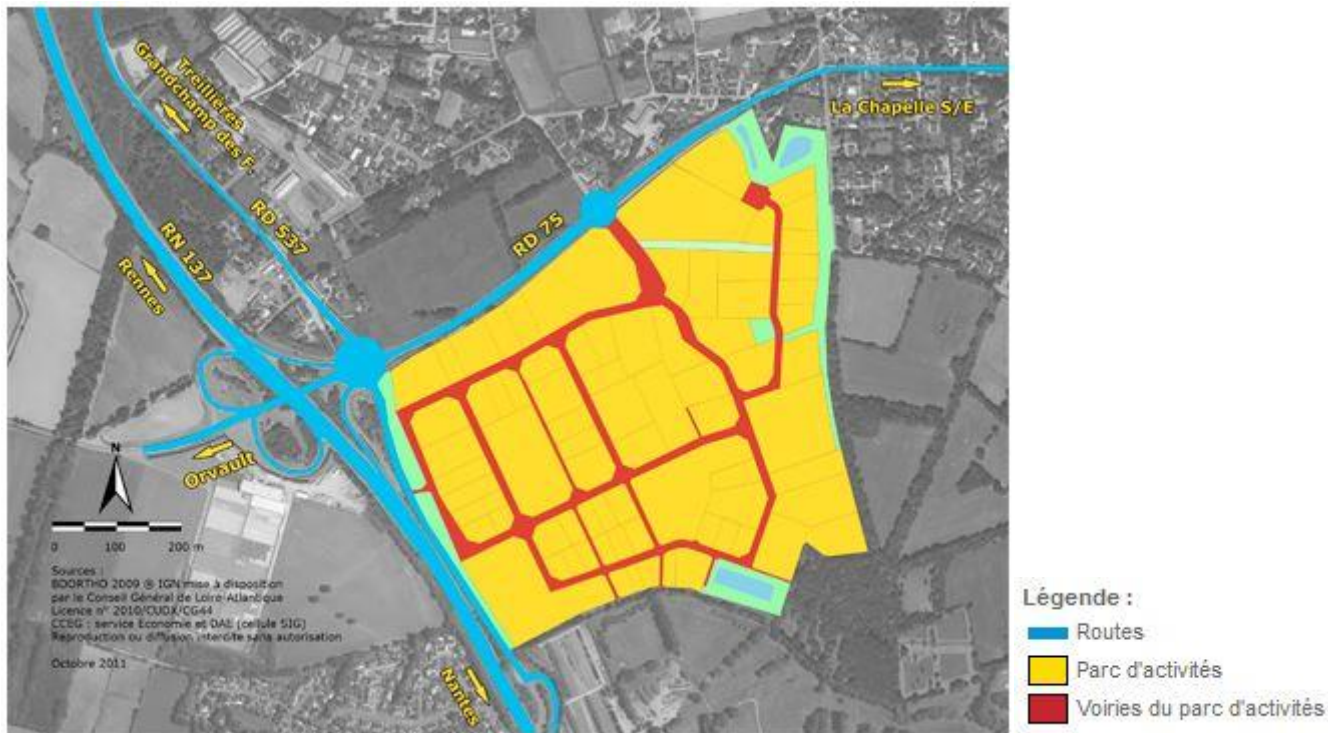 Treillières
Grandchamp des F.
La Chapelle S/E
RD 537
RD 75
RN 137
Rennes
Orvault
N
0 100 200 m
Sources :
BDORTHO 2009 ® IGN mise à disposition
par le Conseil Général de Loire-Atlantique
Licence n° 2010/CUDX/CG44
CCEG : service Economie et DAE (cellule SIG)
Reproduction ou diffusion interdite sans autorisation
Octobre 2011
Nantes
Légende :
Routes
Parc d'activités
Voiries du parc d'activités